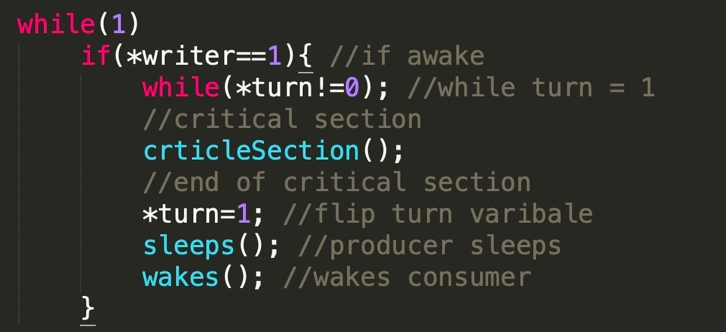 while(1)
if(*writer==1){ //if awake
while(*turn!=0); //while turn = 1
//critical section
crticleSection();
//end of critical section
*turn=1; //flip turn varibale
sleeps(); //producer sleeps
wakes(); //wakes consumer
}